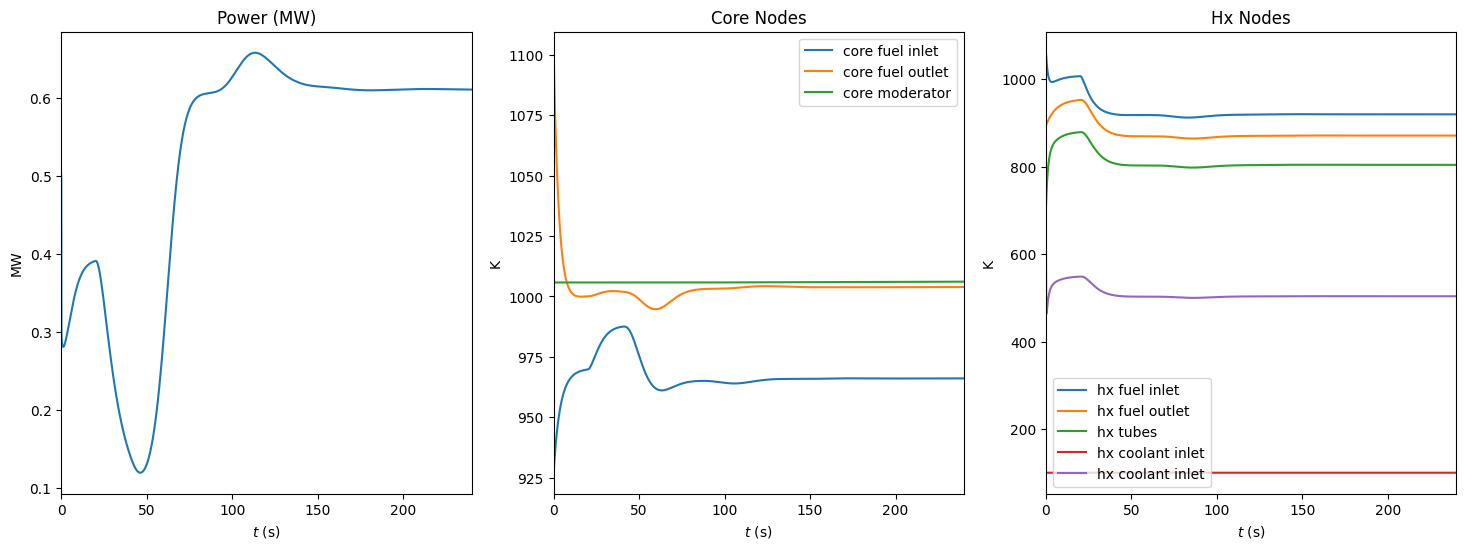 Power (MW)
MW
0.6
0.5
0.4
0.3
0.2
0.1
0 50 100 150 200
t (s)
Core Nodes
K
1100
1075
1050
1025
1000
975
950
925
core fuel inlet
core fuel outlet
core moderator
0 50 100 150 200
t (s)
Hx Nodes
K
1000
800
600
400
200
hx fuel inlet
hx fuel outlet
hx tubes
hx coolant inlet
hx coolant inlet
0 50 100 150 200
t (s)